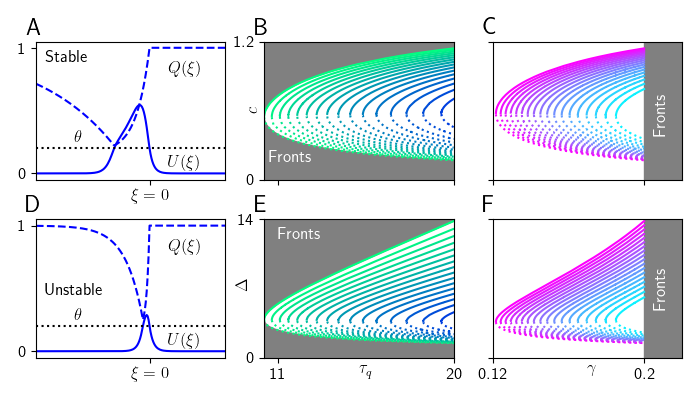 A
1
Stable
Q(ξ)
θ
U(ξ)
0
ξ = 0
B
1.2
c
Fronts
0
C
Fronts
D
1
Q(ξ)
Unstable
θ
U(ξ)
0
ξ = 0
E
14
Fronts
Δ
0
11
τ_q
20
F
Fronts
0.12
γ
0.2